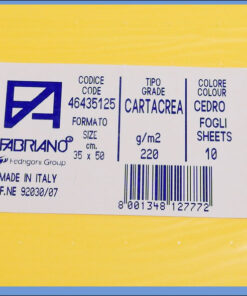 CODICE
CODE
46435125
FORMATO
SIZE
cm.
35 x 50
TIPO
GRADE
CARTACREA
g/m2
220
COLORE
COLOUR
CEDRO
FOGLI
SHEETS
10
FABRIANO®
Fedrigoni Group
MADE IN ITALY
F.NE 92030/07
8 001348 127772